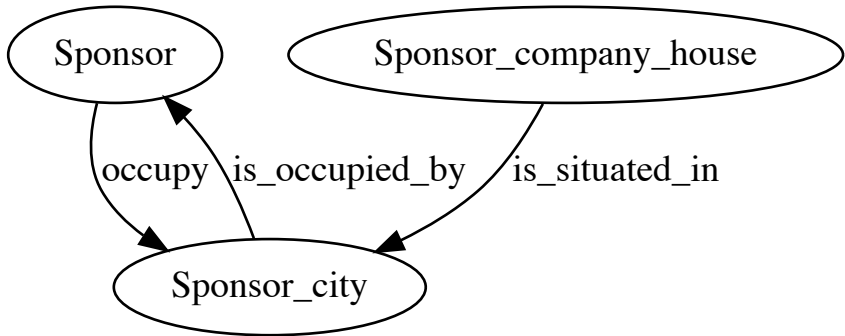 Sponsor
Sponsor_company_house
occupy
is_occupied_by
is_situated_in
Sponsor_city